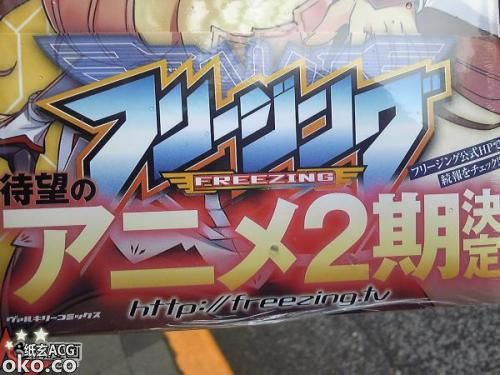 フリージング
FREEZING
フリージング公式HPで
続報をチェック!
待望の
アニメ2期決定
http://freezing.tv
ヴァルキリーコミックス
纸玄ACG
oko.co